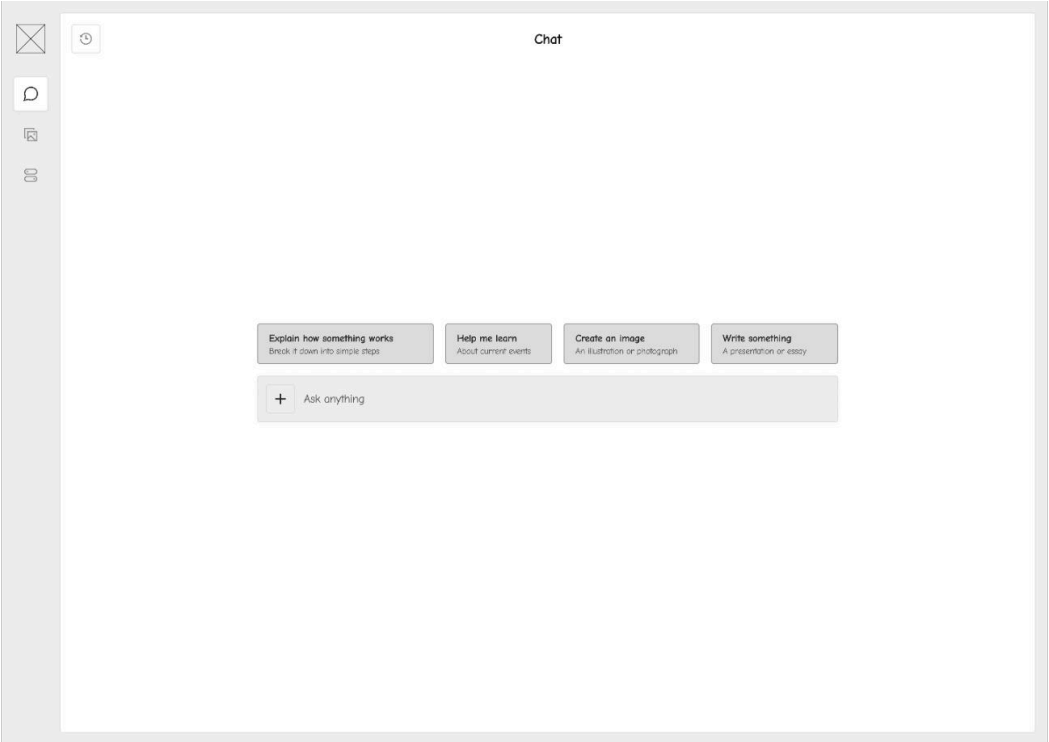 Chat
Explain how something works
Break it down into simple steps
Help me learn
About current events
Create an image
An illustration or photograph
Write something
A presentation or essay
Ask anything